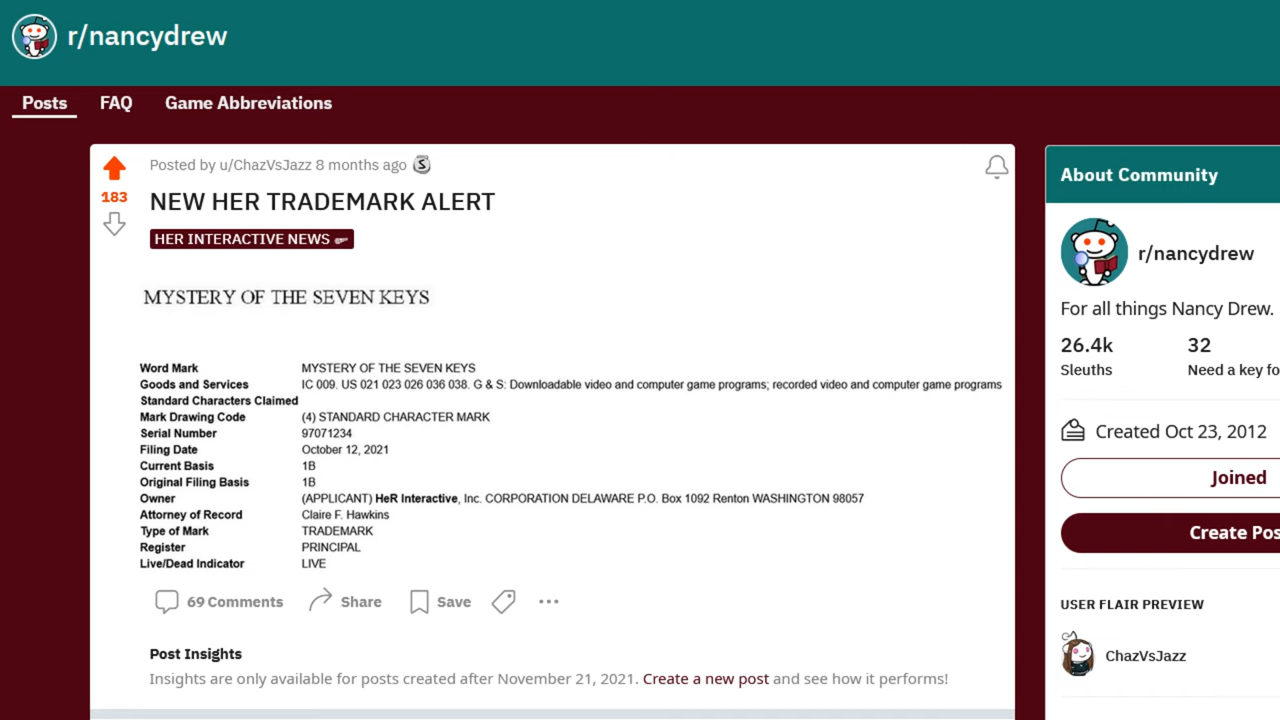 r/nancydrew
Posts FAQ Game Abbreviations
Posted by u/ChazVsJazz 8 months ago
183
NEW HER TRADEMARK ALERT
HER INTERACTIVE NEWS
MYSTERY OF THE SEVEN KEYS
Word Mark MYSTERY OF THE SEVEN KEYS
Goods and Services IC 009. US 021 023 026 036 038. G & S: Downloadable video and computer game programs; recorded video and computer game programs
Standard Characters Claimed
Mark Drawing Code (4) STANDARD CHARACTER MARK
Serial Number 97071234
Filing Date October 12, 2021
Current Basis 1B
Original Filing Basis 1B
Owner (APPLICANT) HeR Interactive, Inc. CORPORATION DELAWARE P.O. Box 1092 Renton WASHINGTON 98057
Attorney of Record Claire F. Hawkins
Type of Mark TRADEMARK
Register PRINCIPAL
Live/Dead Indicator LIVE
69 Comments Share Save
Post Insights
Insights are only available for posts created after November 21, 2021. Create a new post and see how it performs!
About Community
r/nancydrew
For all things Nancy Drew.
26.4k 32
Sleuths Need a key fo
Created Oct 23, 2012
Joined
Create Pos
USER FLAIR PREVIEW
ChazVsJazz